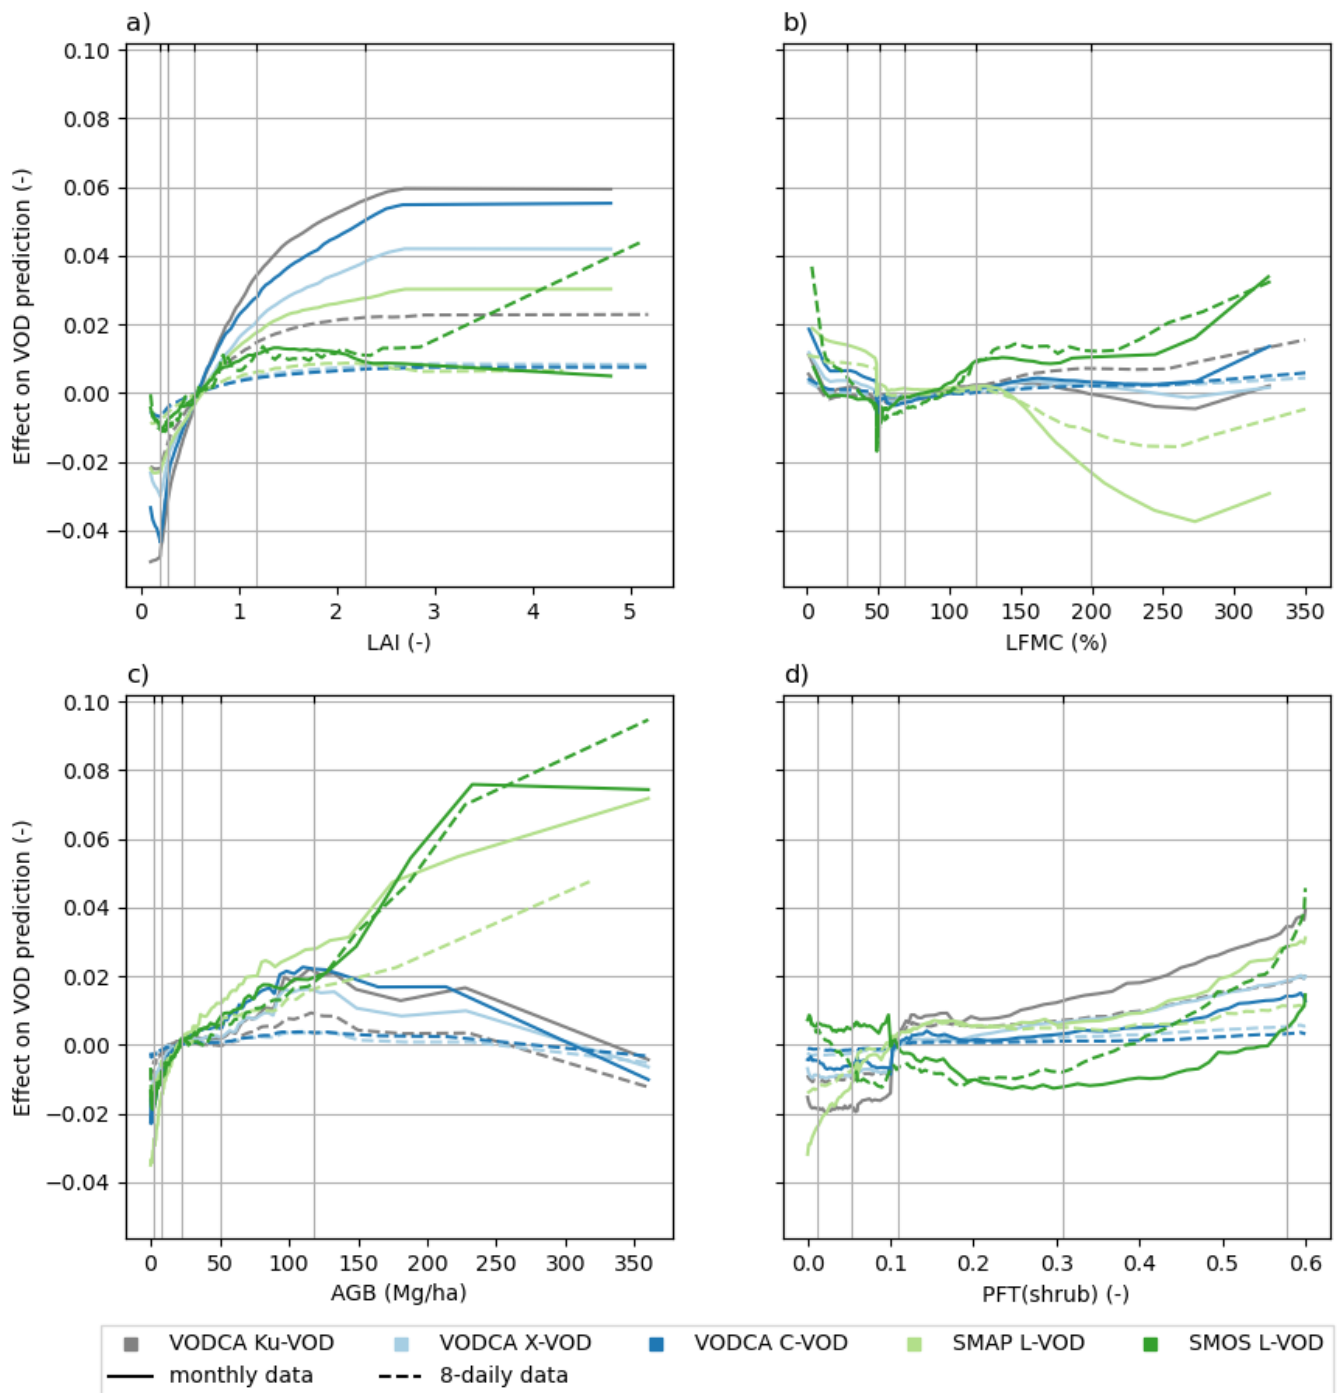 a)
b)
0.10
0.08
0.06
0.04
0.02
0.00
−0.02
−0.04
Effect on VOD prediction (-)
0 1 2 3 4 5
0 50 100 150 200 250 300 350
LAI (-)
LFMC (%)
c)
d)
0.10
0.08
0.06
0.04
0.02
0.00
−0.02
−0.04
Effect on VOD prediction (-)
0 50 100 150 200 250 300 350
0.0 0.1 0.2 0.3 0.4 0.5 0.6
AGB (Mg/ha)
PFT(shrub) (-)
VODCA Ku-VOD VODCA X-VOD VODCA C-VOD SMAP L-VOD SMOS L-VOD
monthly data 8-daily data